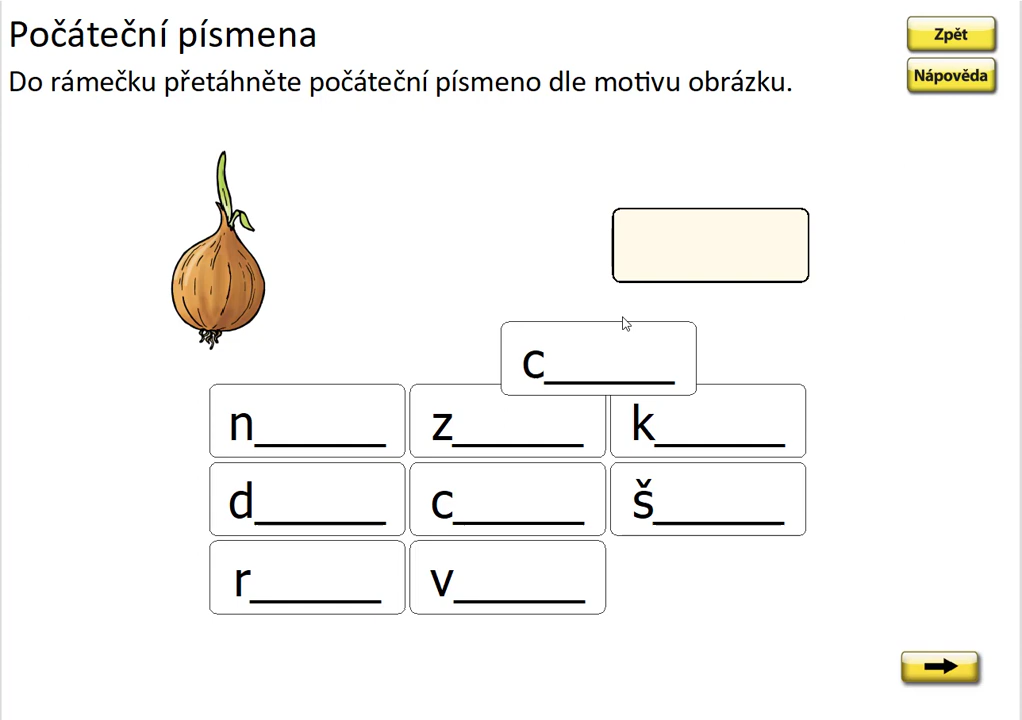 Počáteční písmena
Zpět
Do rámečku přetáhněte počáteční písmeno dle motivu obrázku.
Nápověda
c______
n______ z______ k______
d______ c______ š______
r______ v______